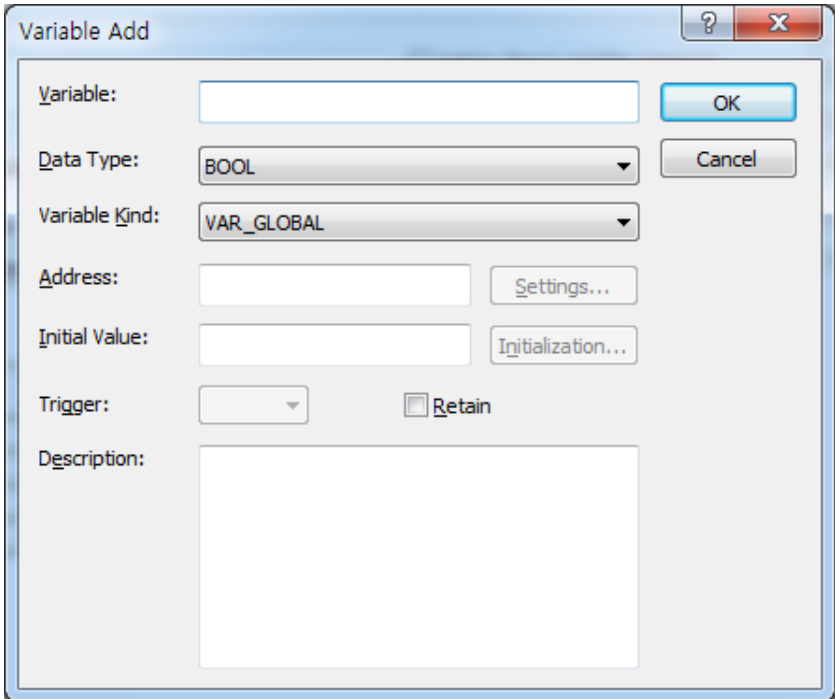 Variable Add
?
Variable:
OK
Data Type: BOOL
Cancel
Variable Kind: VAR_GLOBAL
Address:
Settings...
Initial Value:
Initialization...
Trigger:
Retain
Description: